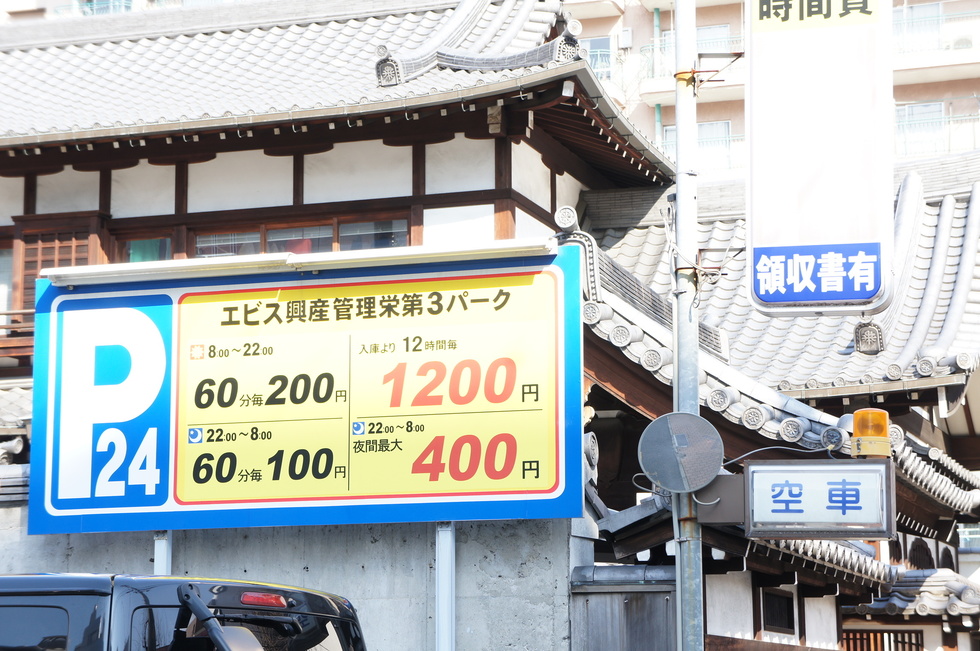 時間貸
領収書有
P
24
エビス興産管理栄第3パーク
8:00～22:00
60分毎200円
22:00～8:00
60分毎100円
入庫より12時間毎
1200円
22:00～8:00
夜間最大
400円
空車